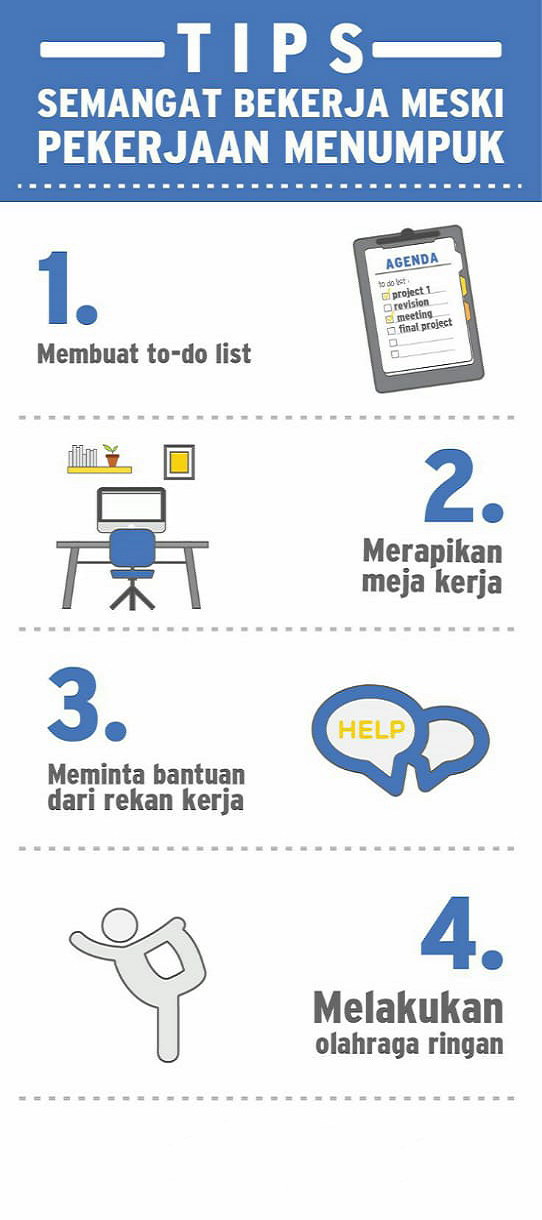 TIPS
SEMANGAT BEKERJA MESKI
PEKERJAAN MENUMPUK
1.
Membuat to-do list
AGENDA
to do list :
project 1
revision
meeting
final project
2.
Merapikan
meja kerja
3.
Meminta bantuan
dari rekan kerja
HELP
4.
Melakukan
olahraga ringan